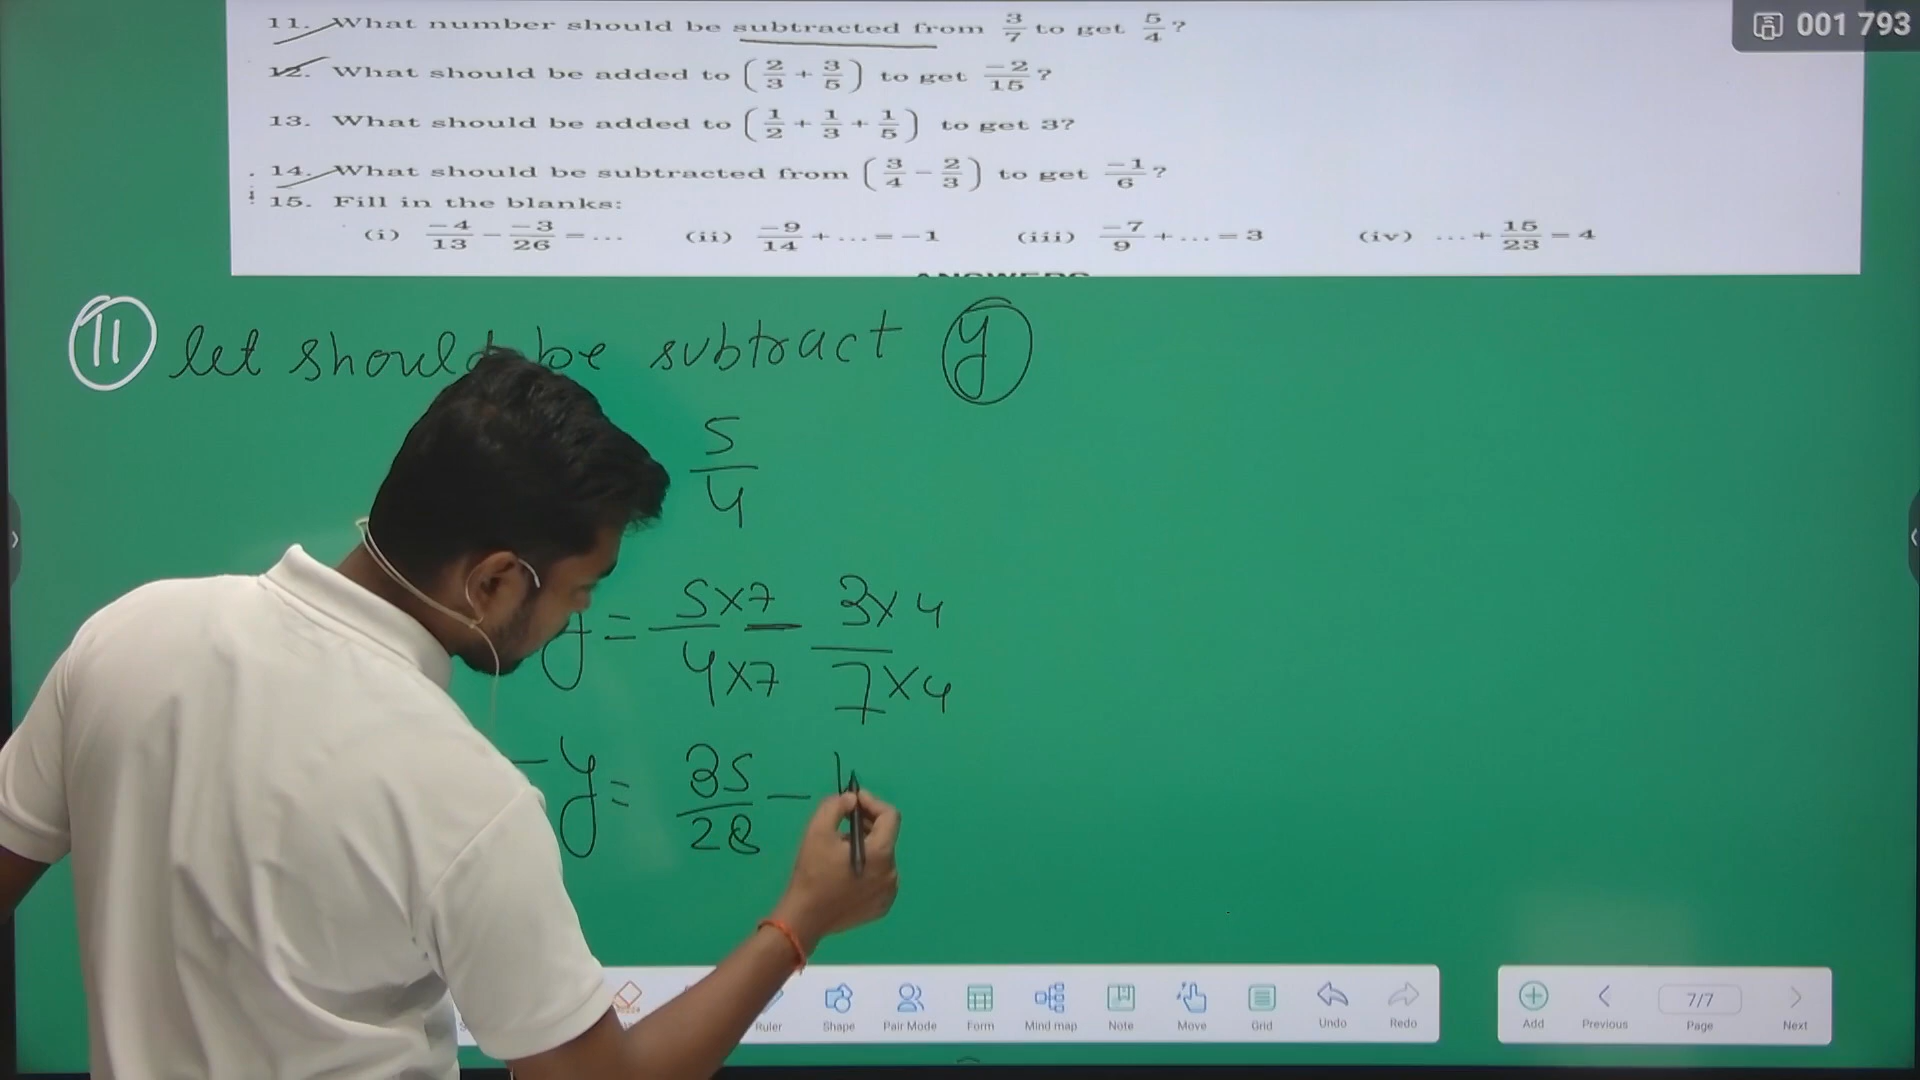 001 793
11. What number should be subtracted from 3/7 to get 5/4?
12. What should be added to (2/3 + 3/5) to get -2/15?
13. What should be added to (1/2 + 1/3 + 1/5) to get 3?
14. What should be subtracted from (3/4 - 2/3) to get -1/6?
15. Fill in the blanks:
(i) -4/13 - -3/26 = ... (ii) -9/14 + ... = -1 (iii) -7/9 + ... = 3 (iv) ... + 15/23 = 4
11 let should be subtract y
5/4
y = 5×7/4×7 - 3×4/7×4
-y = 35/28 -
Ruler Shape Pair Mode Form Mind map Note Move Grid Undo Redo Add Previous 7/7 Page Next